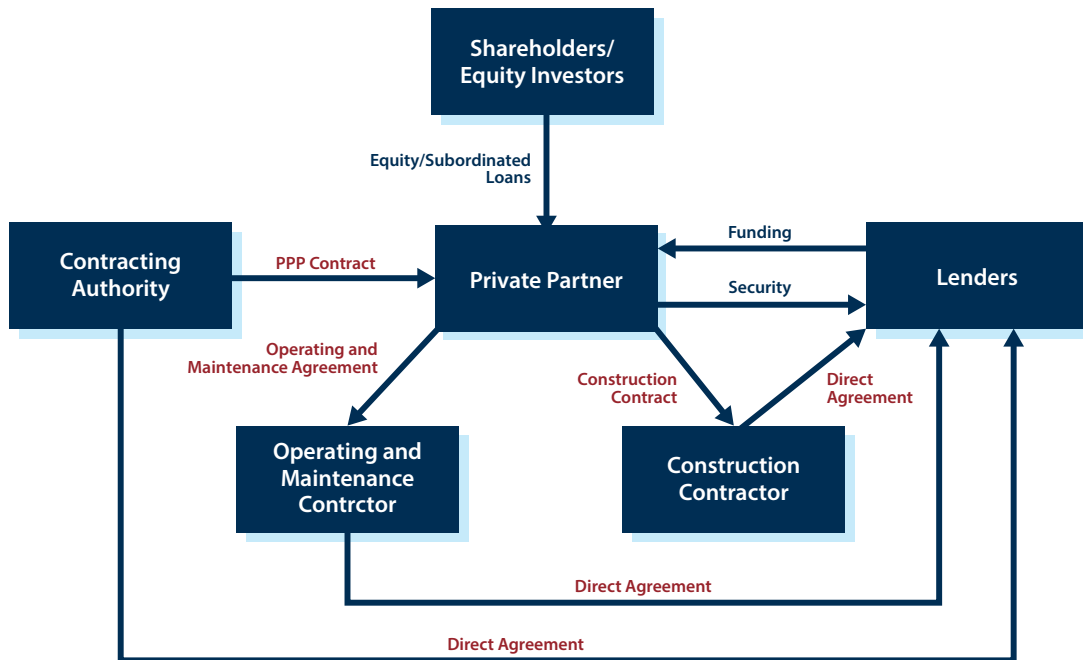 Shareholders/
Equity Investors
Equity/Subordinated
Loans
Contracting
Authority
PPP Contract
Private Partner
Funding
Security
Lenders
Operating and
Maintenance Agreement
Construction
Contract
Direct
Agreement
Operating and
Maintenance
Contrctor
Construction
Contractor
Direct Agreement
Direct Agreement